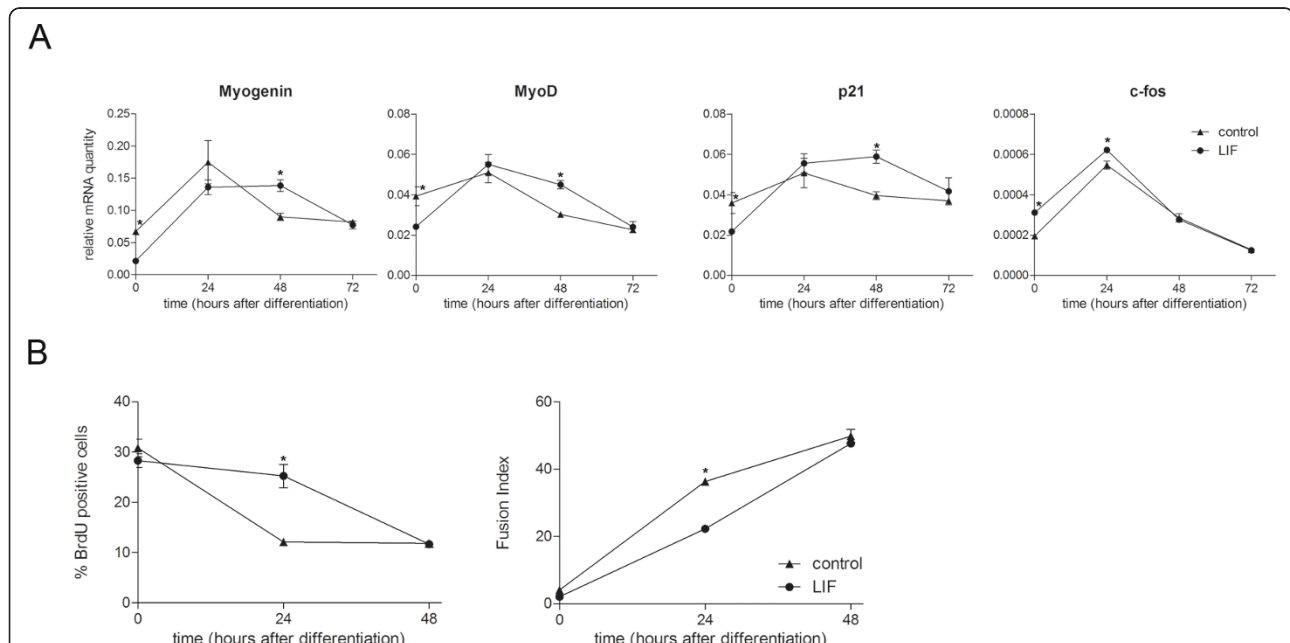 A
Myogenin
MyoD
p21
c-fos
relative mRNA quantity
0.25
0.20
0.15
0.10
0.05
0.00
*
*
0 24 48 72
time (hours after differentiation)
0.08
0.06
0.04
0.02
0.00
*
*
0 24 48 72
time (hours after differentiation)
0.08
0.06
0.04
0.02
0.00
*
*
0 24 48 72
time (hours after differentiation)
0.0008
0.0006
0.0004
0.0002
0.0000
*
*
control
LIF
0 24 48 72
time (hours after differentiation)
B
% BrdU positive cells
40
30
20
10
0
*
0 24 48
time (hours after differentiation)
Fusion Index
60
40
20
0
*
control
LIF
0 24 48
time (hours after differentiation)